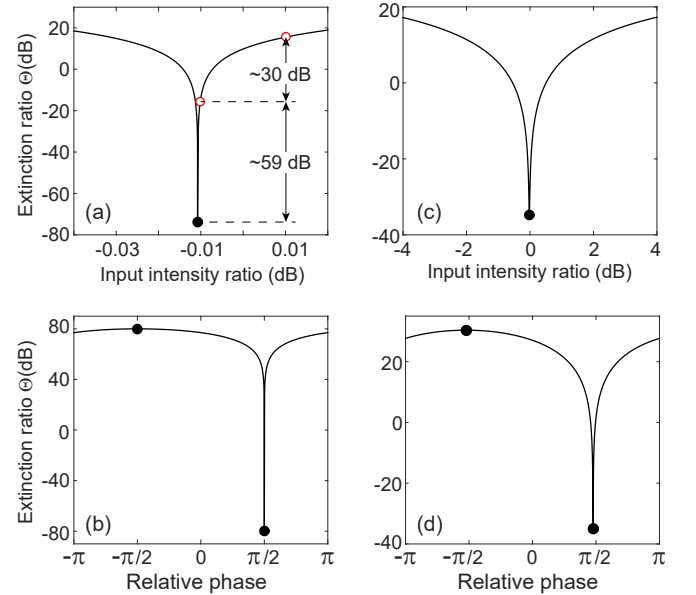 Extinction ratio Θ(dB)
20
0
-20
-40
-60
-80
~30 dB
~59 dB
(a)
-0.03
-0.01
0.01
Input intensity ratio (dB)
20
0
-20
-40
(c)
-4
-2
0
2
4
Input intensity ratio (dB)
Extinction ratio Θ(dB)
80
40
0
-40
-80
(b)
-π
-π/2
0
π/2
π
Relative phase
20
0
-20
-40
(d)
-π
-π/2
0
π/2
π
Relative phase